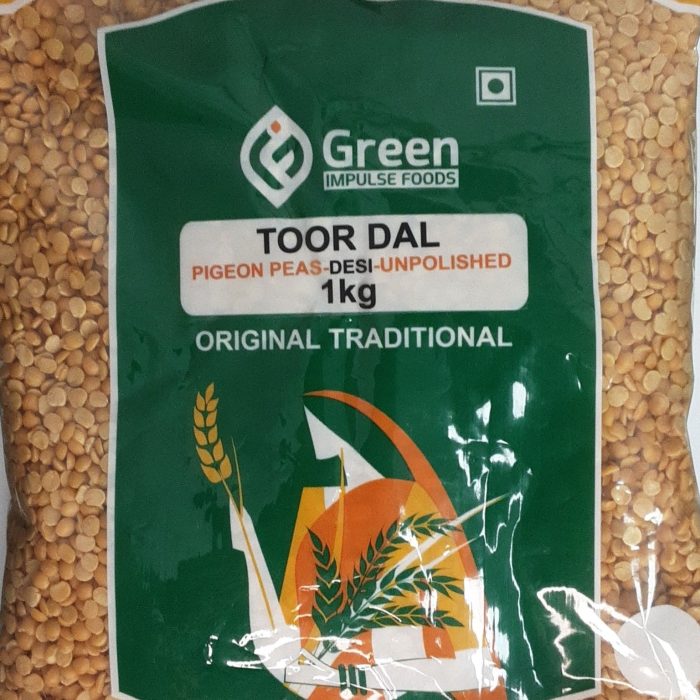 Green
IMPULSE FOODS
TOOR DAL
PIGEON PEAS-DESI-UNPOLISHED
1kg
ORIGINAL TRADITIONAL